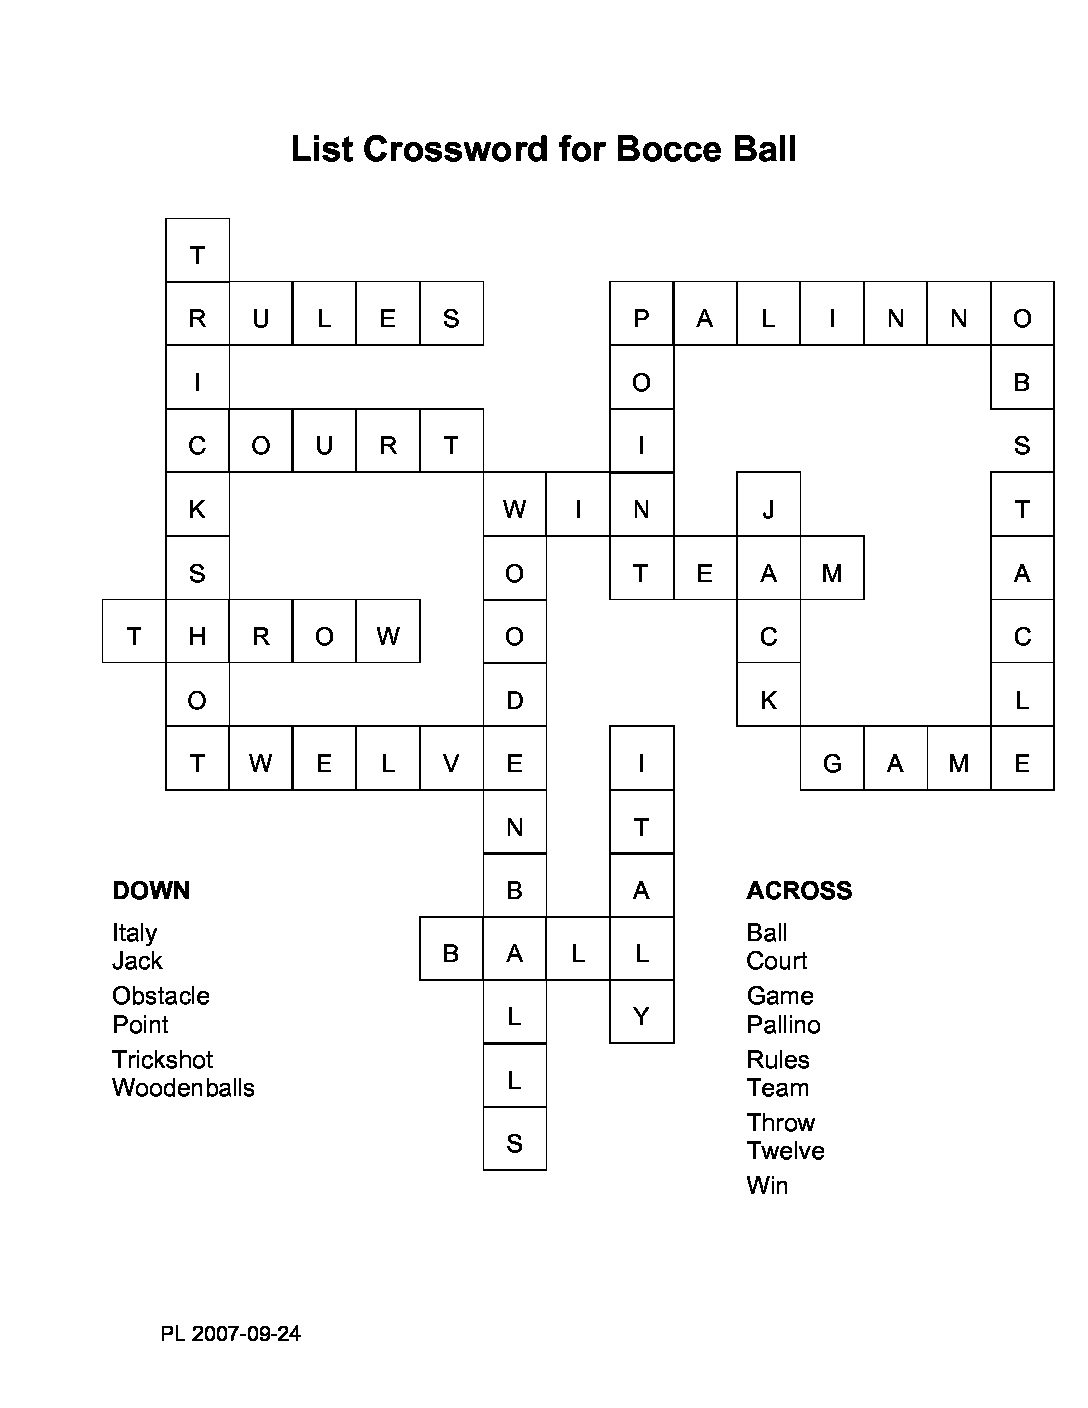 List Crossword for Bocce Ball
T
R U L E S P A L I N N O
I O B
C O U R T I S
K W I N J T
S O T E A M A
T H R O W O C C
O D K L
T W E L V E I G A M E
N T
DOWN B A ACROSS
Italy Ball
Jack B A L L Court
Obstacle Game
Point L Y Pallino
Trickshot Rules
Woodenballs L Team
Throw
S Twelve
Win
PL 2007-09-24